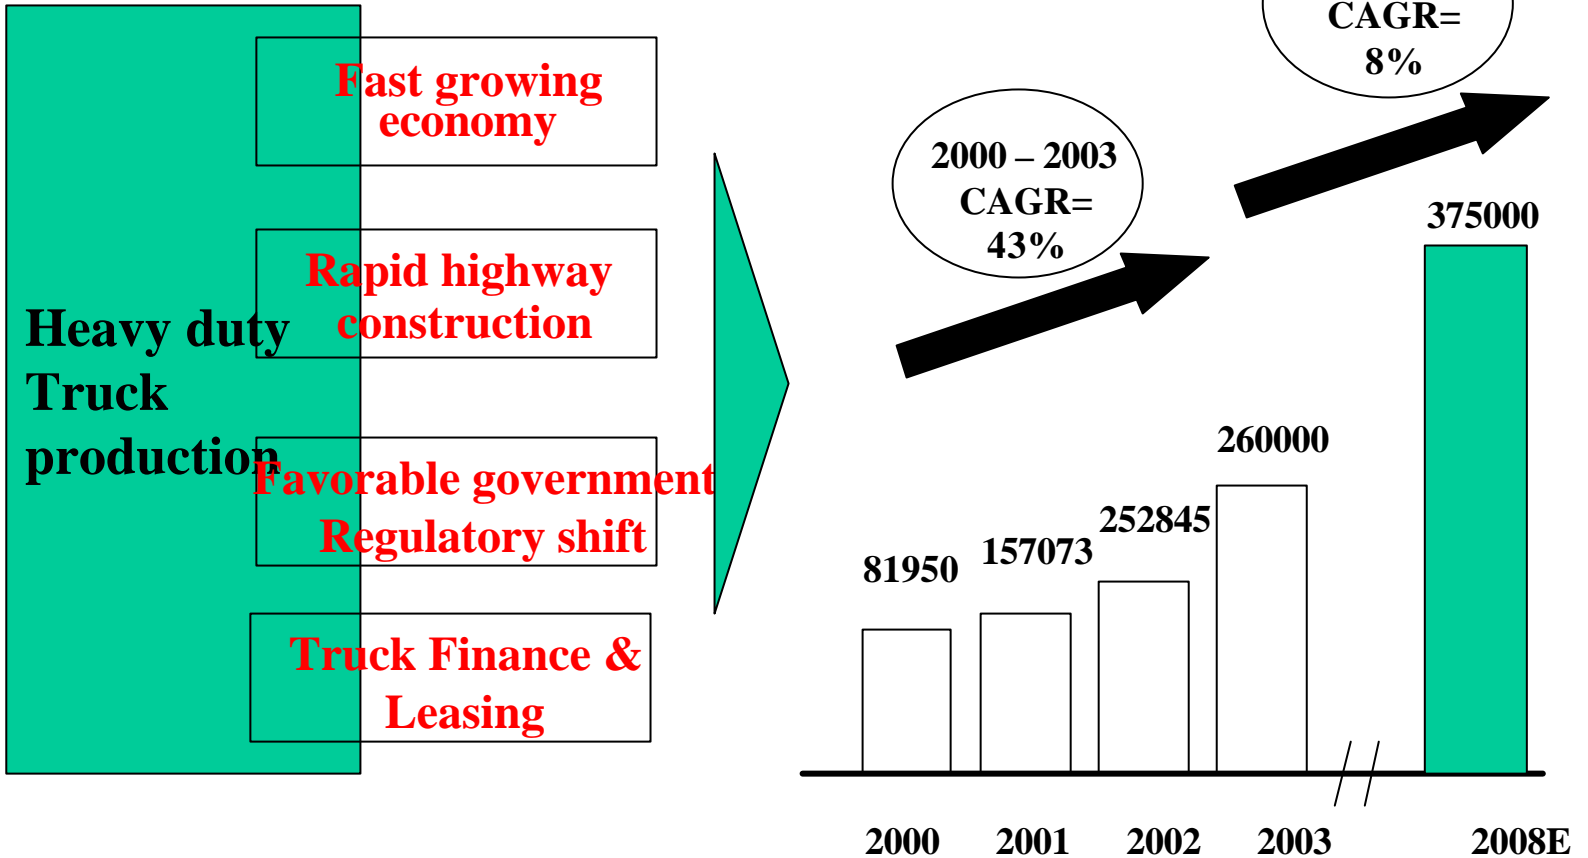 Heavy duty
Truck
production
Fast growing
economy
Rapid highway
construction
Favorable government
Regulatory shift
Truck Finance &
Leasing
CAGR=
8%
2000 – 2003
CAGR=
43%
375000
260000
252845
157073
81950
2000 2001 2002 2003 2008E